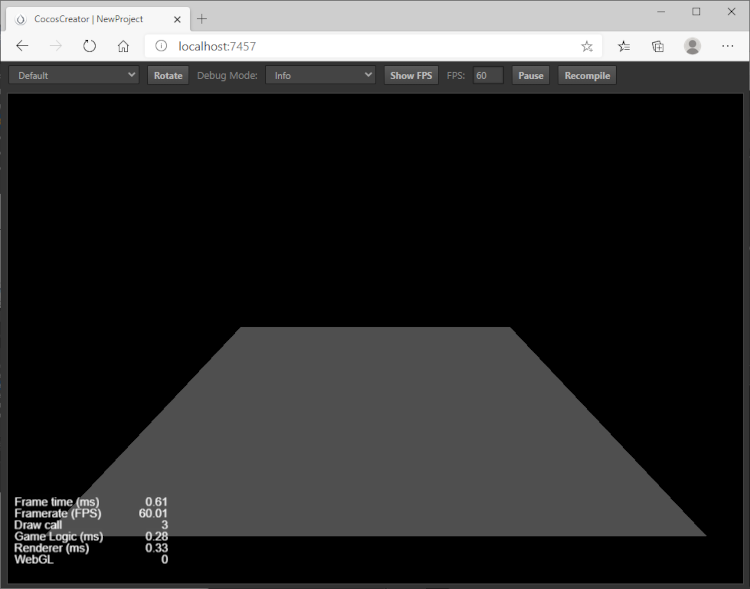 CocosCreator | NewProject
localhost:7457
Default Rotate Debug Mode: Info Show FPS FPS: 60 Pause Recompile
Frame time (ms) 0.61
Framerate (FPS) 60.01
Draw call 3
Game Logic (ms) 0.28
Renderer (ms) 0.33
WebGL 0